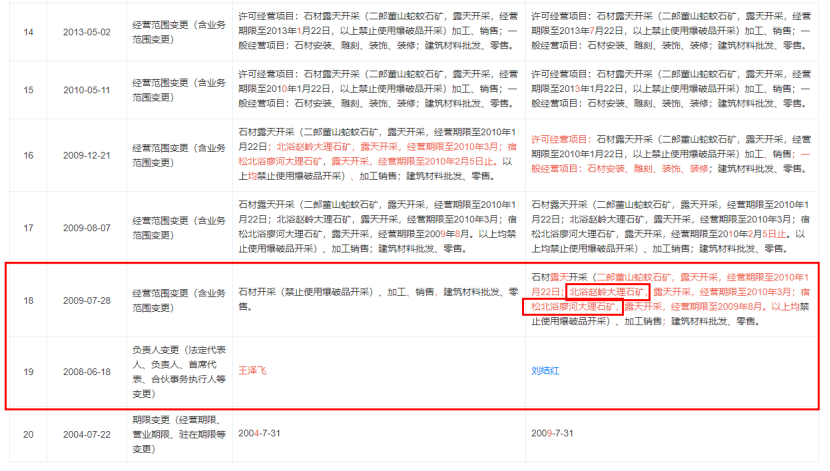 14 2013-05-02 经营范围变更（含业务范围变更） 许可经营项目：石材露天开采（二郎董山蛇蚊石矿，露天开采，经营期限至2013年1月22日，以上禁止使用爆破品开采）加工、销售；一般经营项目：石材安装、雕刻、装饰、装修；建筑材料批发、零售。 许可经营项目：石材露天开采（二郎董山蛇蚊石矿，露天开采，经营期限至2013年7月22日，以上禁止使用爆破品开采）加工、销售；一般经营项目：石材安装、雕刻、装饰、装修；建筑材料批发、零售。
15 2010-05-11 经营范围变更（含业务范围变更） 许可经营项目：石材露天开采（二郎董山蛇蚊石矿，露天开采，经营期限至2010年1月22日，以上禁止使用爆破品开采）加工、销售；一般经营项目：石材安装、雕刻、装饰、装修；建筑材料批发、零售。 许可经营项目：石材露天开采（二郎董山蛇蚊石矿，露天开采，经营期限至2013年1月22日，以上禁止使用爆破品开采）加工、销售；一般经营项目：石材安装、雕刻、装饰、装修；建筑材料批发、零售。
16 2009-12-21 经营范围变更（含业务范围变更） 石材露天开采（二郎董山蛇蚊石矿，露天开采，经营期限至2010年1月22日；北浴赵岭大理石矿，露天开采，经营期限至2010年3月；宿松北浴廖河大理石矿，露天开采，经营期限至2010年2月5日止。以上均禁止使用爆破品开采）、加工销售；建筑材料批发、零售。 许可经营项目：石材露天开采（二郎董山蛇蚊石矿，露天开采，经营期限至2010年1月22日，以上禁止使用爆破品开采）加工、销售；一般经营项目：石材安装、雕刻、装饰、装修；建筑材料批发、零售。
17 2009-08-07 经营范围变更（含业务范围变更） 石材露天开采（二郎董山蛇蚊石矿，露天开采，经营期限至2010年1月22日；北浴赵岭大理石矿，露天开采，经营期限至2010年3月；宿松北浴廖河大理石矿，露天开采，经营期限至2009年8月。以上均禁止使用爆破品开采）、加工销售；建筑材料批发、零售。 石材露天开采（二郎董山蛇蚊石矿，露天开采，经营期限至2010年1月22日；北浴赵岭大理石矿，露天开采，经营期限至2010年3月；宿松北浴廖河大理石矿，露天开采，经营期限至2010年2月5日止。以上均禁止使用爆破品开采）、加工销售；建筑材料批发、零售。
18 2009-07-28 经营范围变更（含业务范围变更） 石材开采（禁止使用爆破品开采）、加工、销售，建筑材料批发、零售。 石材露天开采（二郎董山蛇蚊石矿，露天开采，经营期限至2010年1月22日；北浴赵岭大理石矿，露天开采，经营期限至2010年3月；宿松北浴廖河大理石矿，露天开采，经营期限至2009年8月。以上均禁止使用爆破品开采）、加工销售；建筑材料批发、零售。
19 2008-06-18 负责人变更（法定代表人、负责人、首席代表、合伙事务执行人等变更） 王泽飞 刘结红
20 2004-07-22 期限变更（经营期限、营业期限、驻在期限等变更） 2004-7-31 2009-7-31